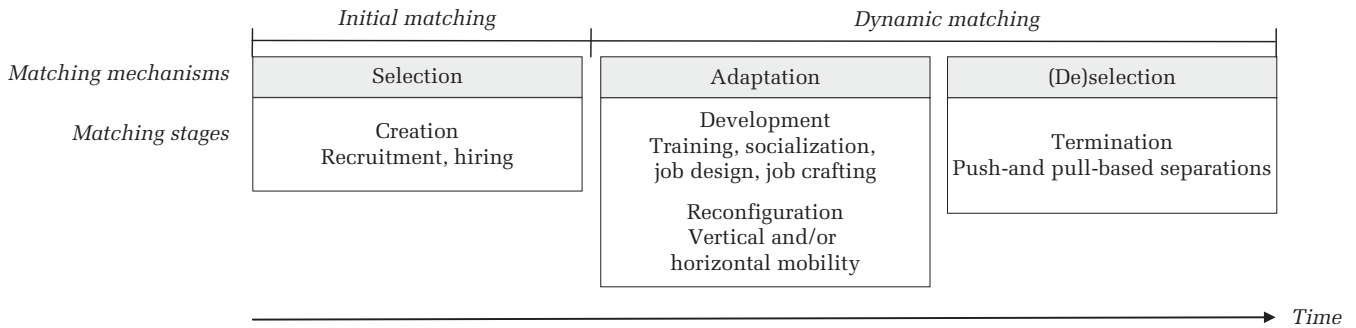 Initial matching
Dynamic matching
Matching mechanisms
Selection
Adaptation
(De)selection
Matching stages
Creation
Recruitment, hiring
Development
Training, socialization,
job design, job crafting
Reconfiguration
Vertical and/or
horizontal mobility
Termination
Push-and pull-based separations
Time